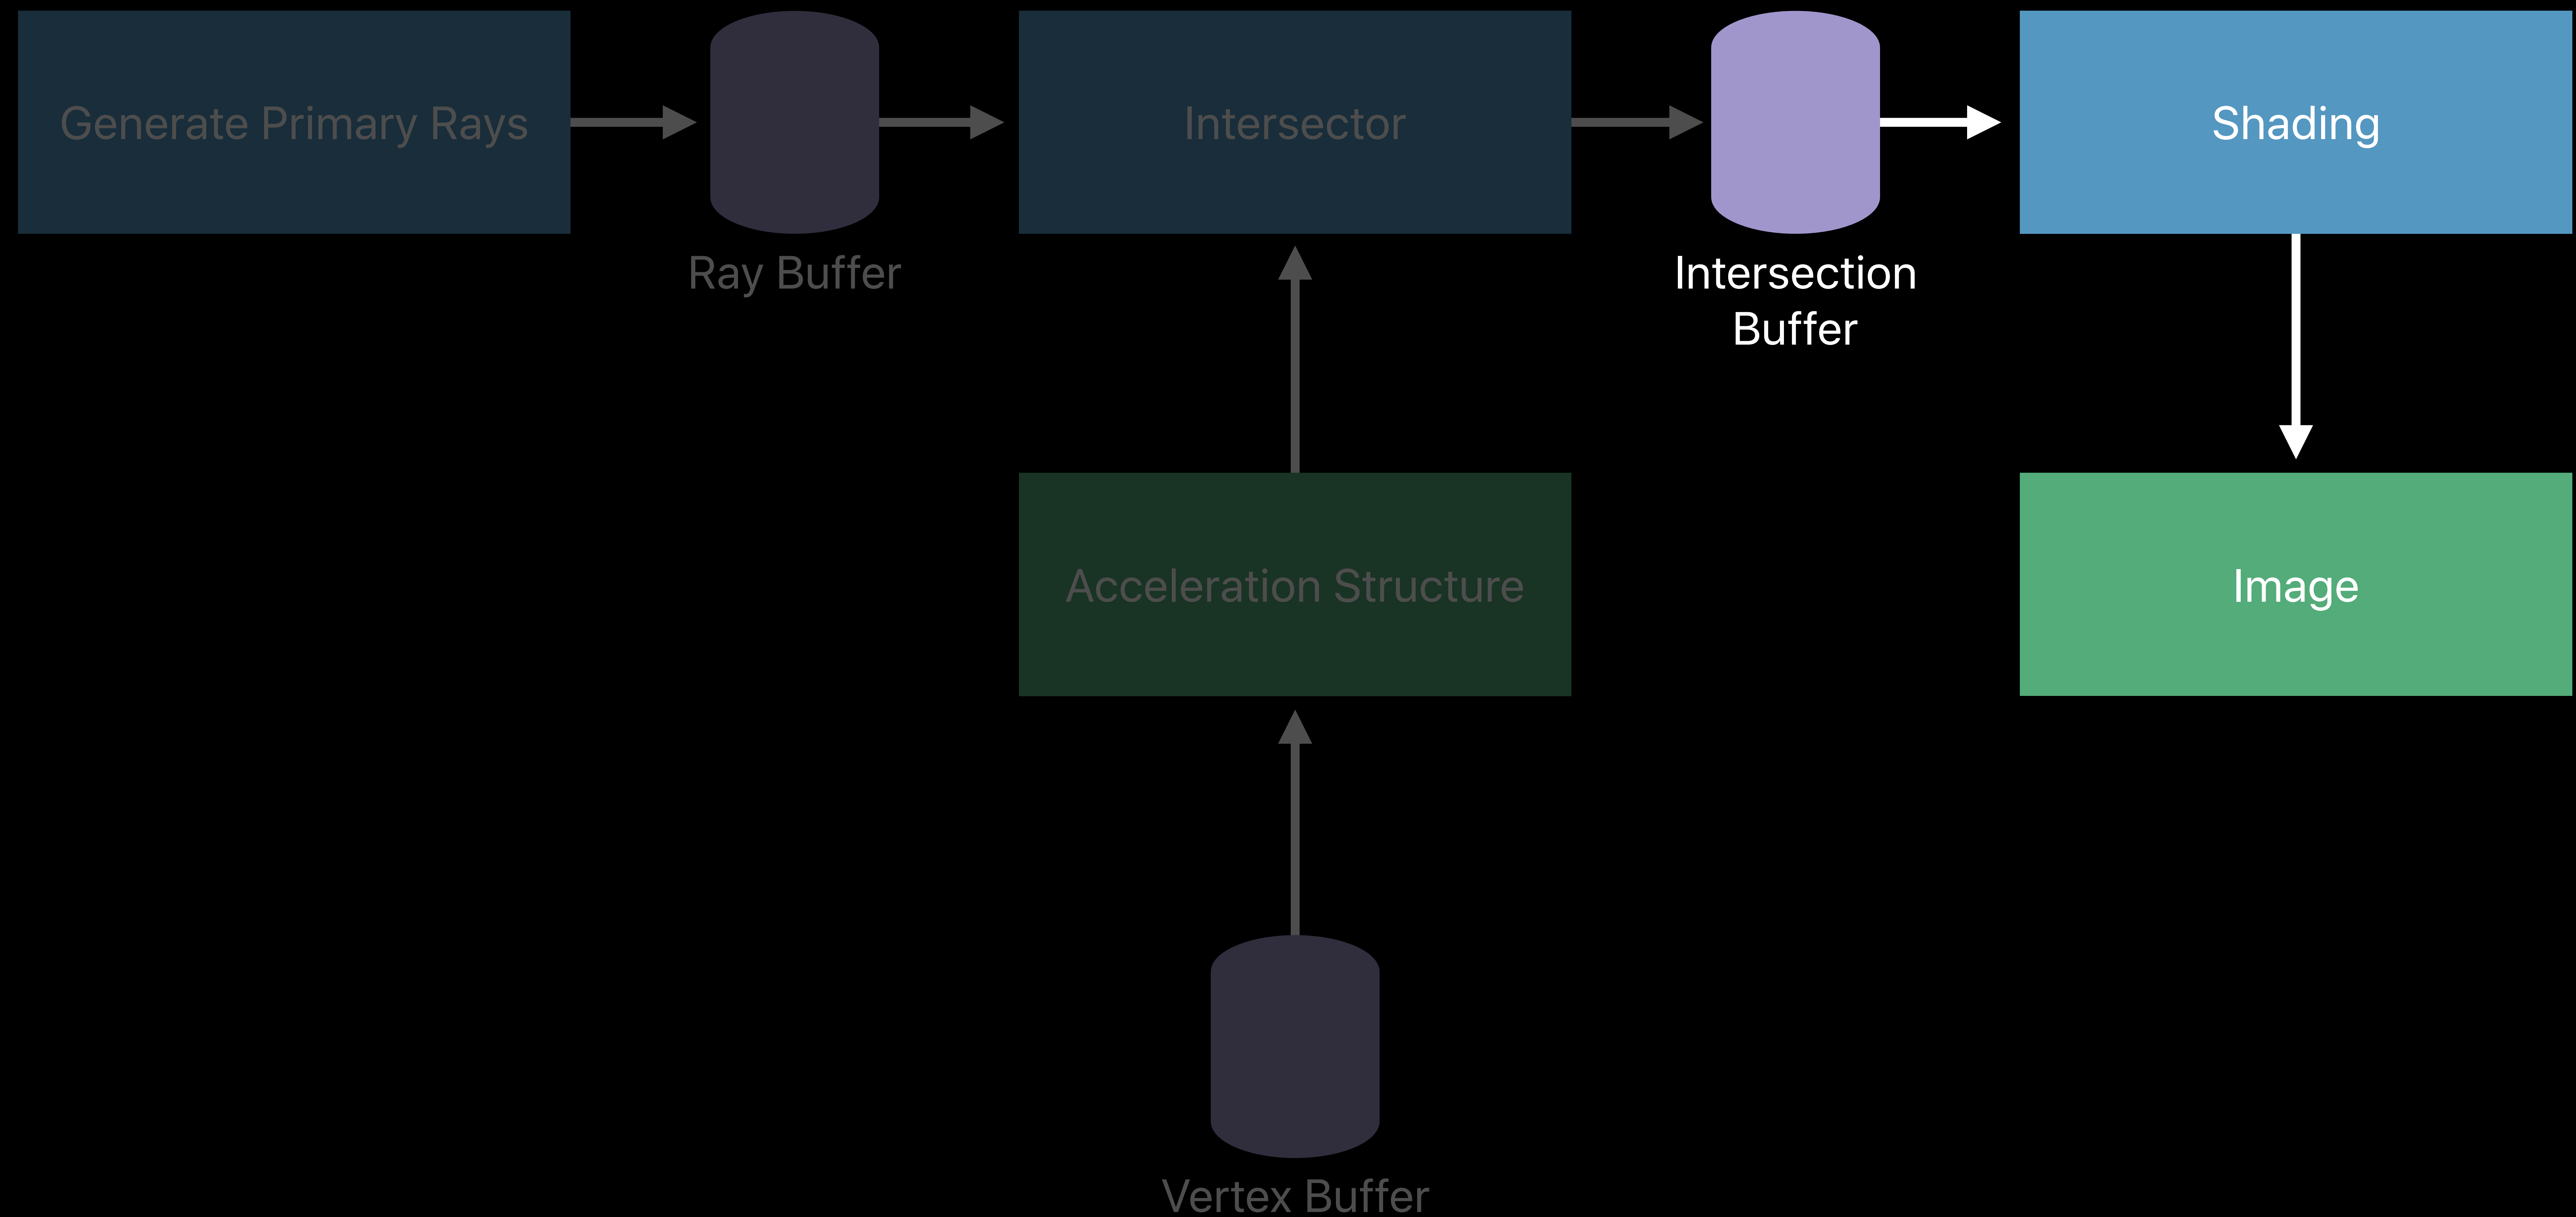 Generate Primary Rays
Ray Buffer
Intersector
Intersection
Buffer
Shading
Acceleration Structure
Image
Vertex Buffer